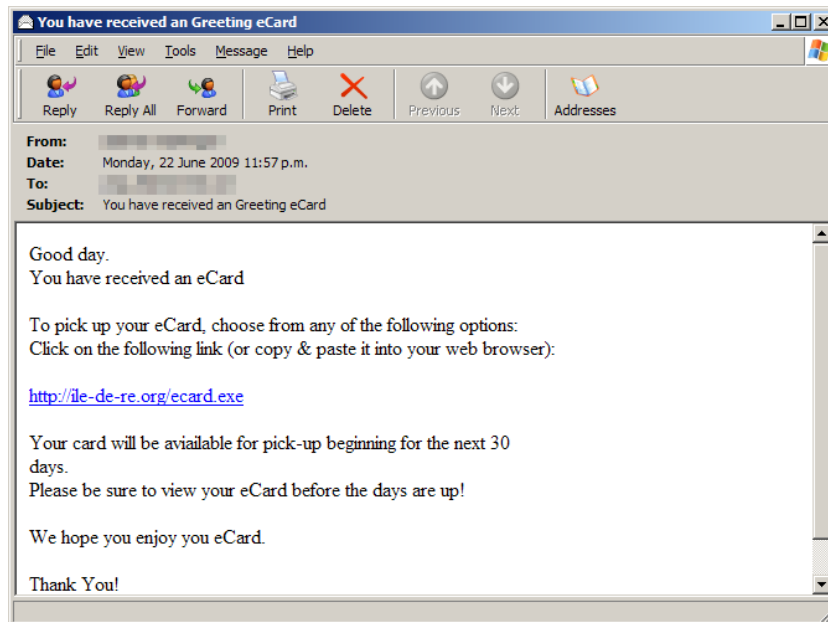 You have received an Greeting eCard
File Edit View Tools Message Help
Reply Reply All Forward Print Delete Previous Next Addresses
From:
Date: Monday, 22 June 2009 11:57 p.m.
To:
Subject: You have received an Greeting eCard
Good day.
You have received an eCard
To pick up your eCard, choose from any of the following options:
Click on the following link (or copy & paste it into your web browser):
http://ile-de-re.org/ecard.exe
Your card will be aviailable for pick-up beginning for the next 30
days.
Please be sure to view your eCard before the days are up!
We hope you enjoy you eCard.
Thank You!